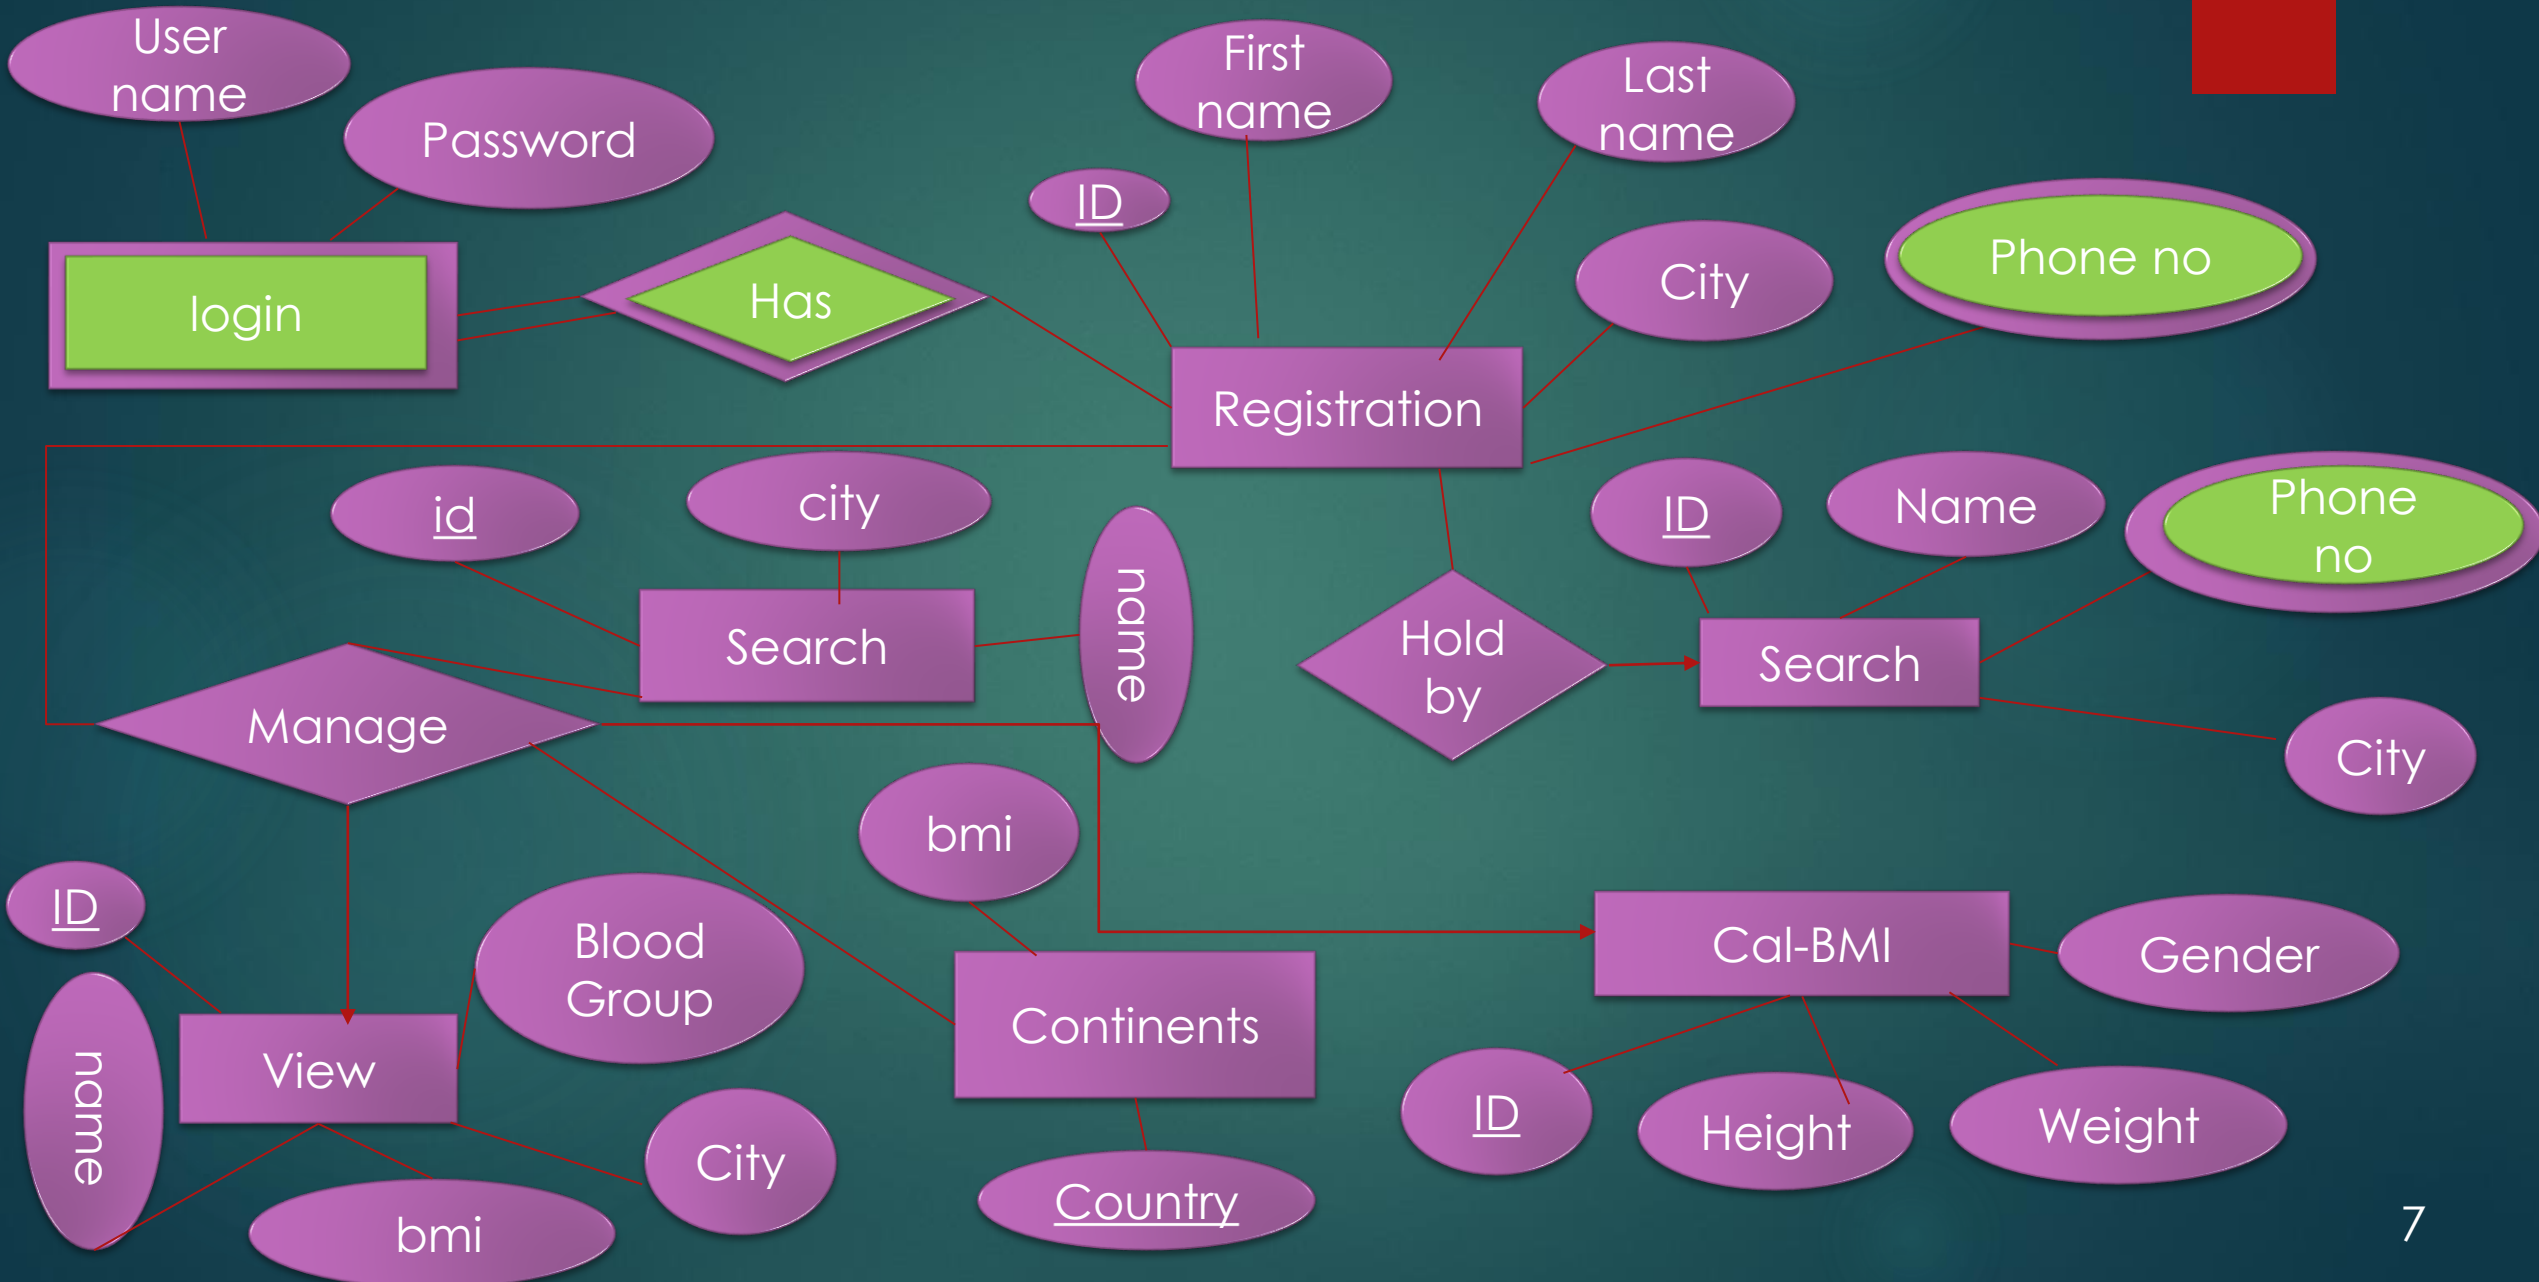 User
name
Password
First
name
Last
name
ID
Phone no
City
Has
login
Registration
id
city
name
ID
Name
Phone
no
Search
Hold
by
Search
Manage
City
bmi
ID
Blood
Group
Cal-BMI
Gender
Continents
View
name
ID
Height
Weight
City
Country
bmi
7